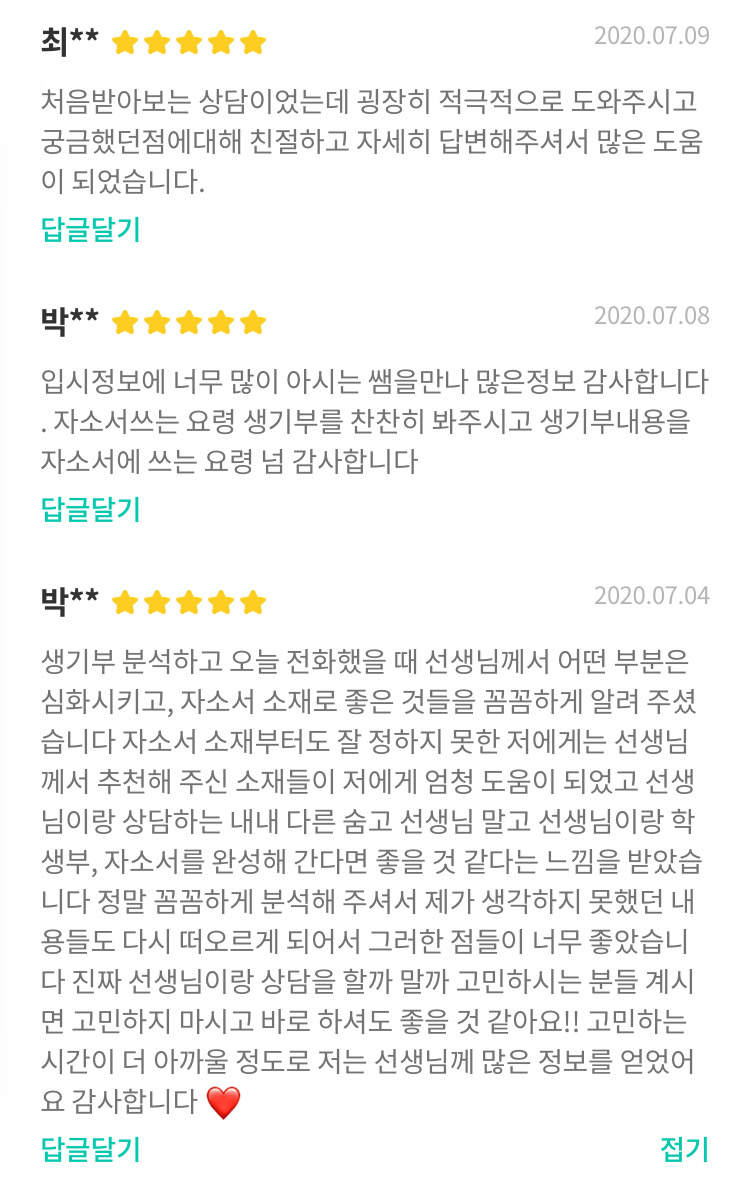 최** ★★★★★ 2020.07.09
처음받아보는 상담이었는데 굉장히 적극적으로 도와주시고
궁금했던점에대해 친절하고 자세히 답변해주셔서 많은 도움
이 되었습니다.
답글달기
박** ★★★★★ 2020.07.08
입시정보에 너무 많이 아시는 쌤을만나 많은정보 감사합니다
. 자소서쓰는 요령 생기부를 찬찬히 봐주시고 생기부내용을
자소서에 쓰는 요령 넘 감사합니다
답글달기
박** ★★★★★ 2020.07.04
생기부 분석하고 오늘 전화했을 때 선생님께서 어떤 부분은
심화시키고, 자소서 소재로 좋은 것들을 꼼꼼하게 알려 주셨
습니다 자소서 소재부터도 잘 정하지 못한 저에게는 선생님
께서 추천해 주신 소재들이 저에게 엄청 도움이 되었고 선생
님이랑 상담하는 내내 다른 숨고 선생님 말고 선생님이랑 학
생부, 자소서를 완성해 간다면 좋을 것 같다는 느낌을 받았습
니다 정말 꼼꼼하게 분석해 주셔서 제가 생각하지 못했던 내
용들도 다시 떠오르게 되어서 그러한 점들이 너무 좋았습니
다 진짜 선생님이랑 상담을 할까 말까 고민하시는 분들 계시
면 고민하지 마시고 바로 하셔도 좋을 것 같아요!! 고민하는
시간이 더 아까울 정도로 저는 선생님께 많은 정보를 얻었어
요 감사합니다 ❤️
답글달기 접기